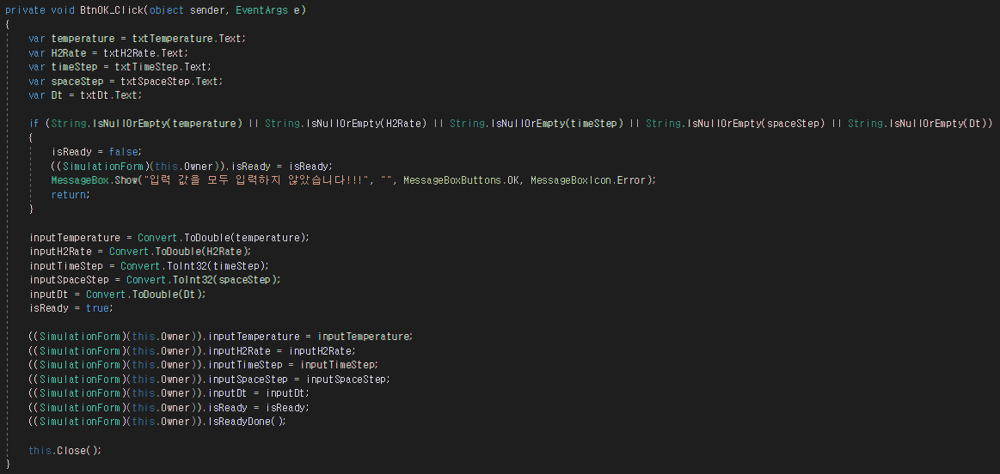 private void BtnOK_Click(object sender, EventArgs e)
{
var temperature = txtTemperature.Text;
var H2Rate = txtH2Rate.Text;
var timeStep = txtTimeStep.Text;
var spaceStep = txtSpaceStep.Text;
var Dt = txtDt.Text;
if (String.IsNullOrEmpty(temperature) || String.IsNullOrEmpty(H2Rate) || String.IsNullOrEmpty(timeStep) || String.IsNullOrEmpty(spaceStep) || String.IsNullOrEmpty(Dt))
{
isReady = false;
((SimulationForm)(this.Owner)).isReady = isReady;
MessageBox.Show("입력 값을 모두 입력하지 않았습니다!!!", "", MessageBoxButtons.OK, MessageBoxIcon.Error);
return;
}
inputTemperature = Convert.ToDouble(temperature);
inputH2Rate = Convert.ToDouble(H2Rate);
inputTimeStep = Convert.ToInt32(timeStep);
inputSpaceStep = Convert.ToInt32(spaceStep);
inputDt = Convert.ToDouble(Dt);
isReady = true;
((SimulationForm)(this.Owner)).inputTemperature = inputTemperature;
((SimulationForm)(this.Owner)).inputH2Rate = inputH2Rate;
((SimulationForm)(this.Owner)).inputTimeStep = inputTimeStep;
((SimulationForm)(this.Owner)).inputSpaceStep = inputSpaceStep;
((SimulationForm)(this.Owner)).inputDt = inputDt;
((SimulationForm)(this.Owner)).isReady = isReady;
((SimulationForm)(this.Owner)).IsReadyDone();
this.Close();
}